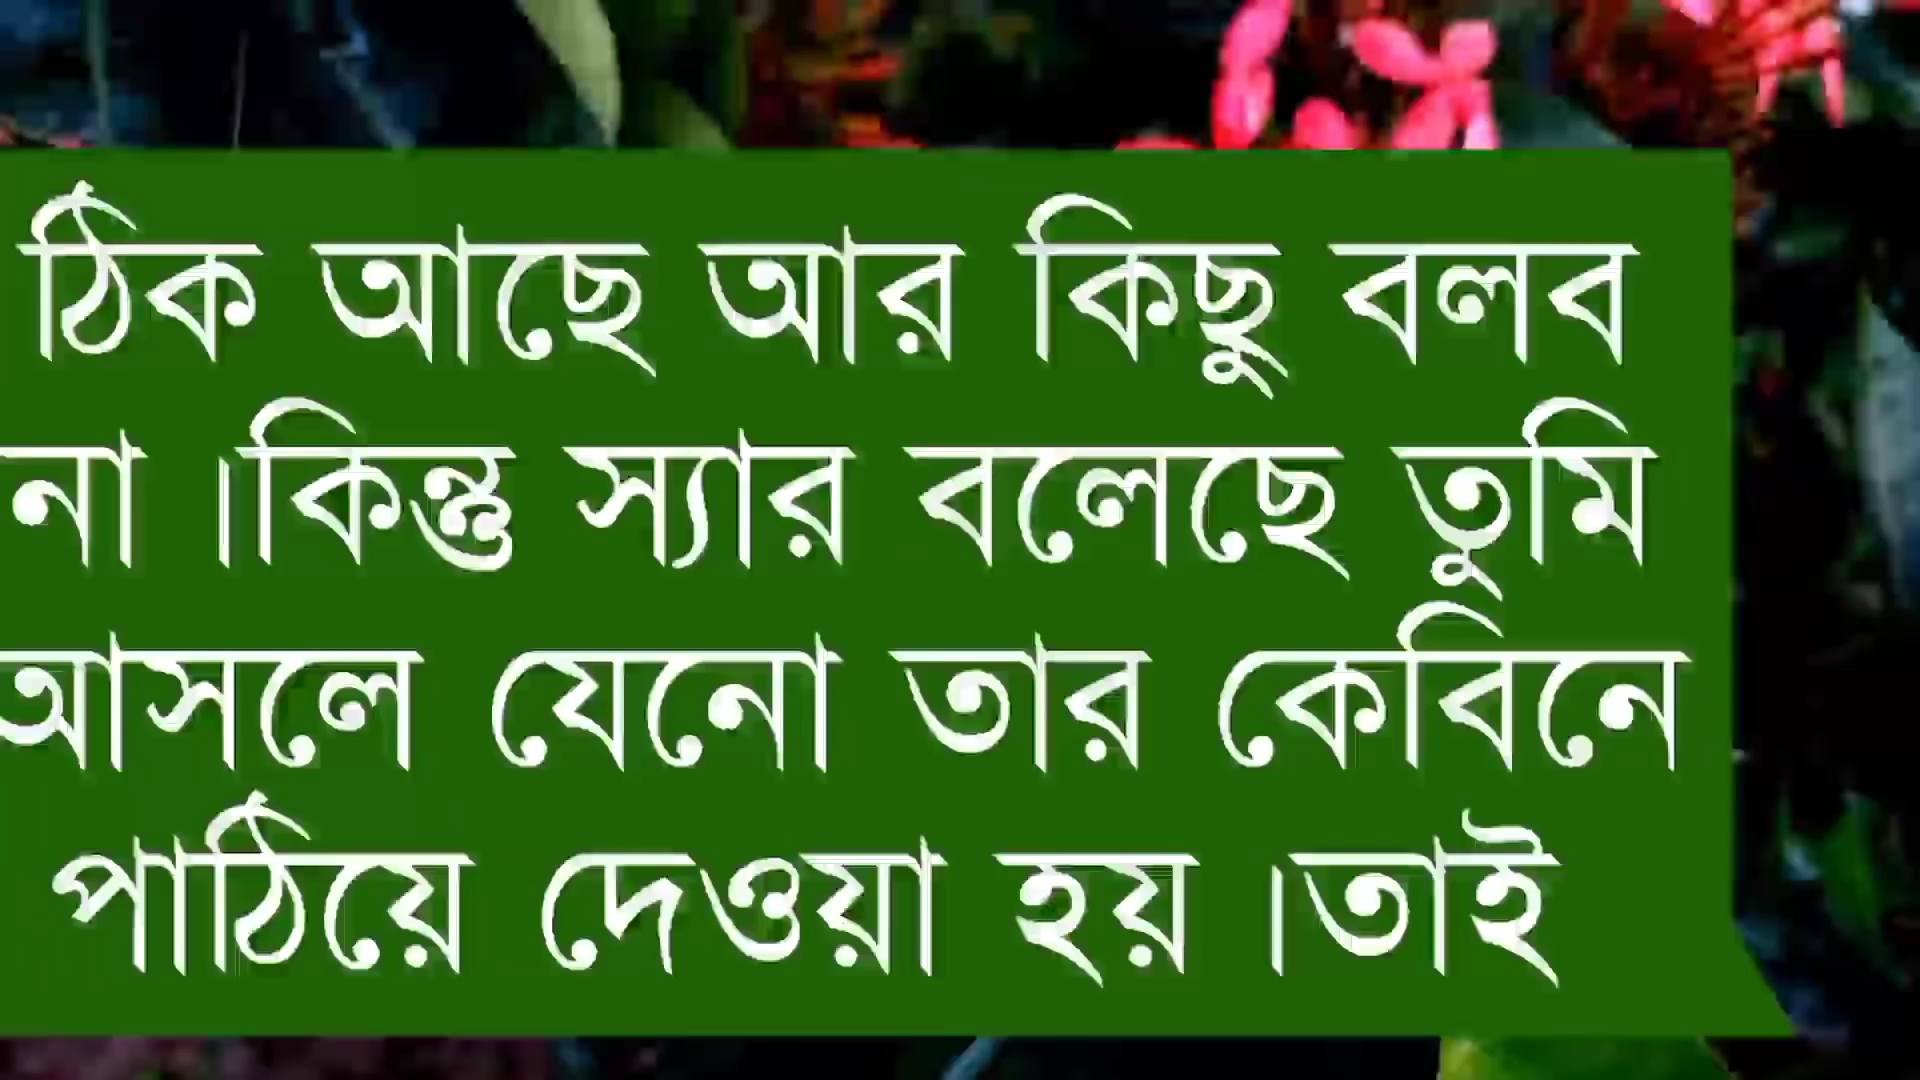 ঠিক আছে আর কিছু বলব
না ।কিন্তু স্যার বলেছে তুমি
আসলে যেনো তার কেবিনে
পাঠিয়ে দেওয়া হয় ।তাই